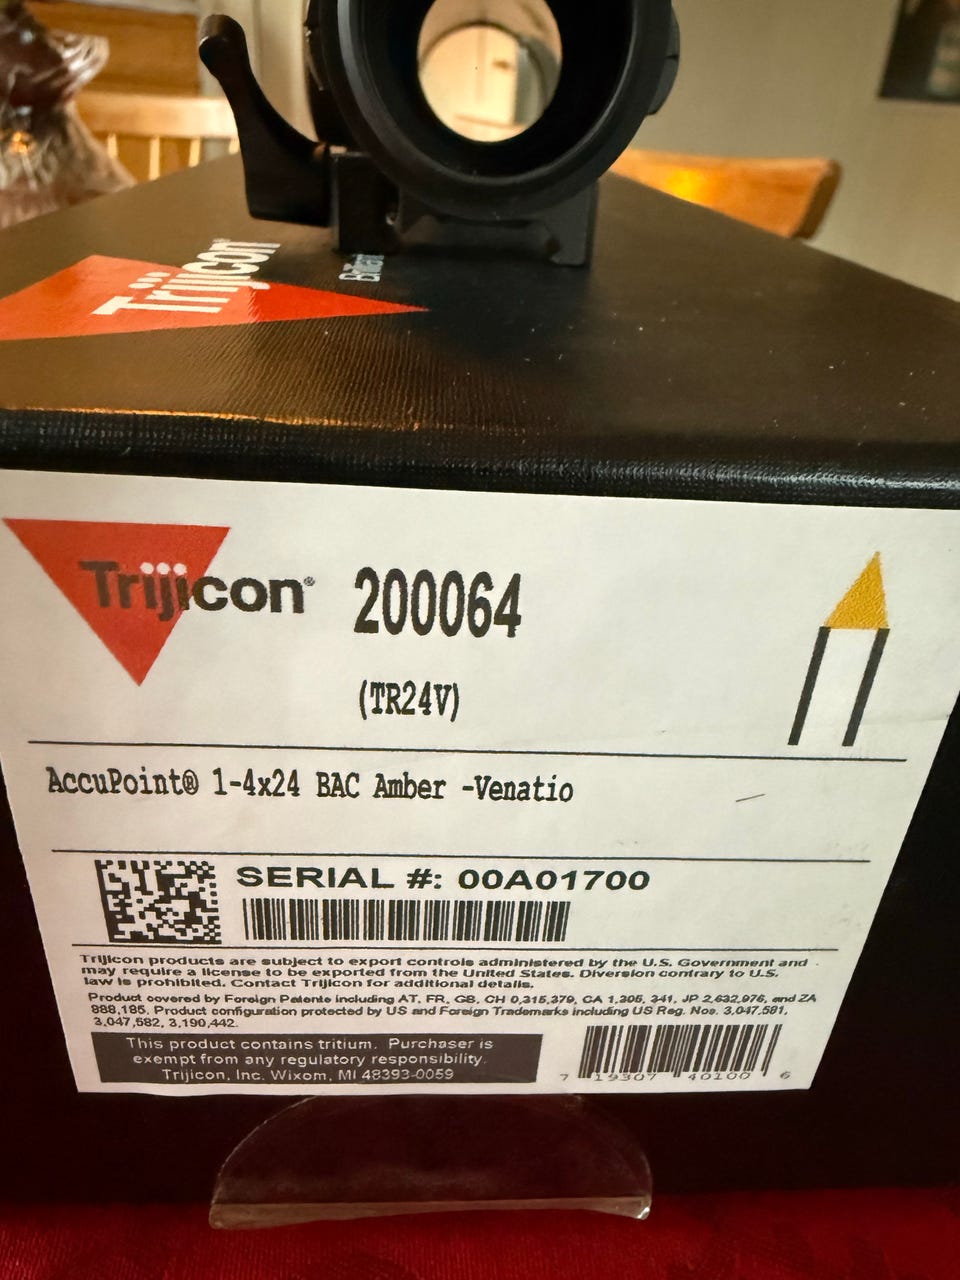 Trijicon
Trijicon®
200064
(TR24V)
AccuPoint® 1-4x24 BAC Amber -Venatio
SERIAL #: 00A01700
Trijicon products are subject to export controls administered by the U.S. Government and
may require a license to be exported from the United States. Diversion contrary to U.S.
law is prohibited. Contact Trijicon for additional details.
Product covered by Foreign Patents including AT, FR, GB, CH 0,315,379, CA 1,305, 341, JP 2,632,976, and ZA
888,185. Product configuration protected by US and Foreign Trademarks including US Reg. Nos. 3,047,581,
3,047,582, 3,190,442.
This product contains tritium. Purchaser is
exempt from any regulatory responsibility.
Trijicon, Inc. Wixom, MI 48393-0059
7 19307 40100 6